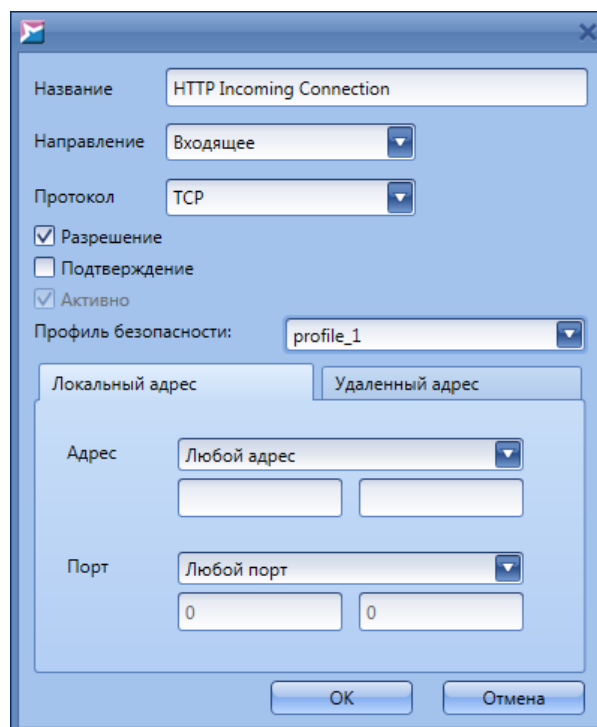 Название HTTP Incoming Connection
Направление Входящее
Протокол TCP
Разрешение
Подтверждение
Активно
Профиль безопасности: profile_1
Локальный адрес Удаленный адрес
Адрес Любой адрес
Порт Любой порт
0 0
OK Отмена